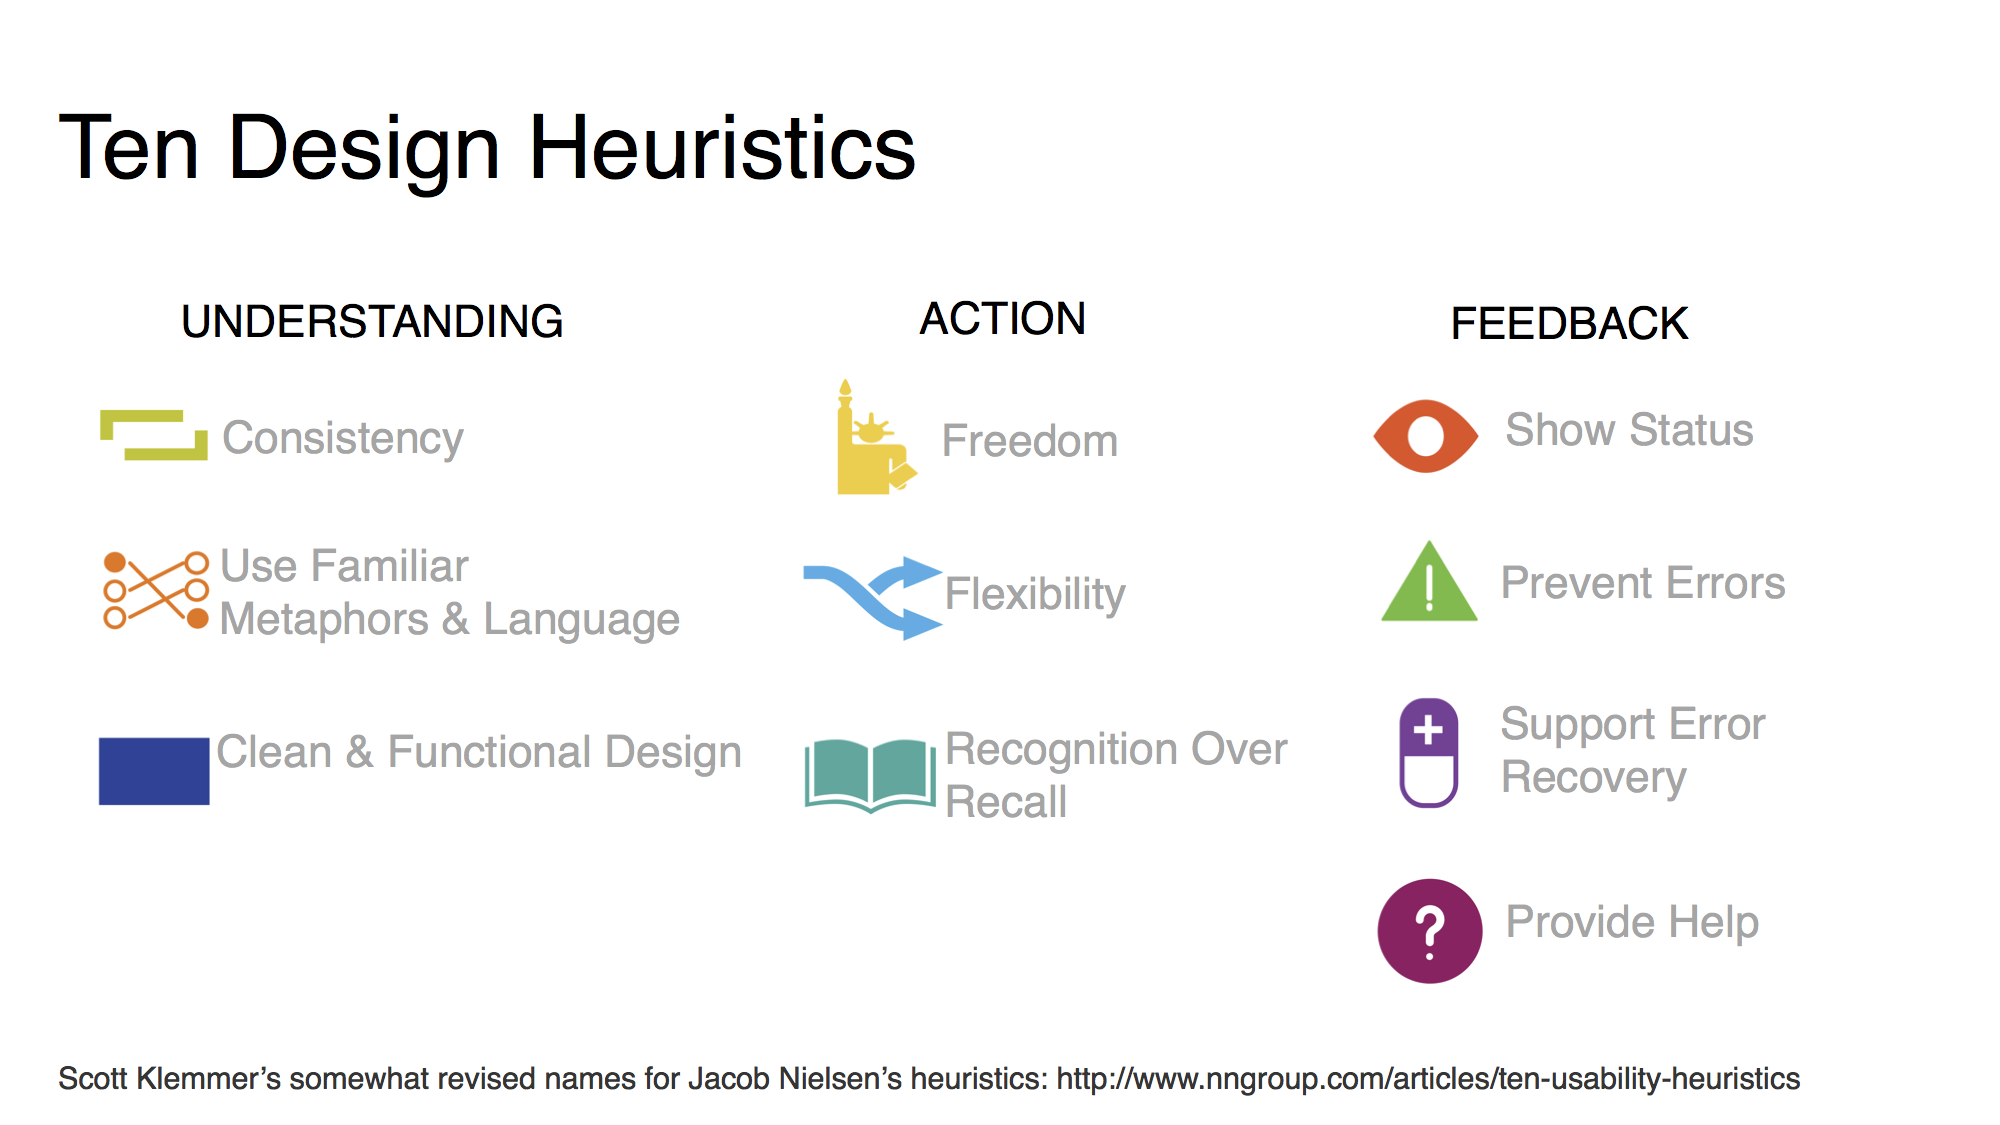 Ten Design Heuristics
UNDERSTANDING
Consistency
Use Familiar
Metaphors & Language
Clean & Functional Design
ACTION
Freedom
Flexibility
Recognition Over
Recall
FEEDBACK
Show Status
!
Prevent Errors
+
Support Error
Recovery
?
Provide Help
Scott Klemmer’s somewhat revised names for Jacob Nielsen’s heuristics: http://www.nngroup.com/articles/ten-usability-heuristics